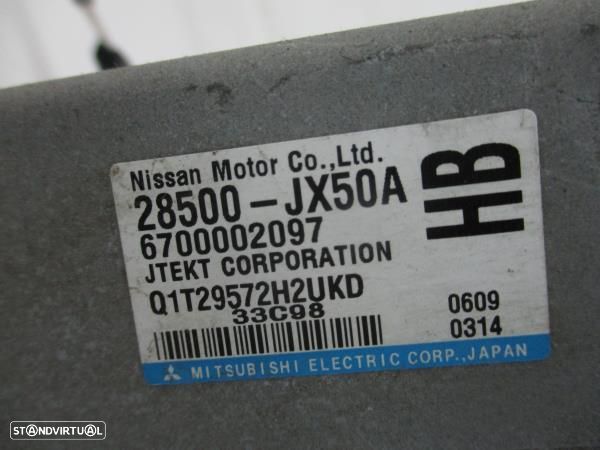 Nissan Motor Co.,Ltd.
28500-JX50A
HB
6700002097
JTEKT CORPORATION
Q1T29572H2UKD
33C98
0609
0314
MITSUBISHI ELECTRIC CORP.,JAPAN
STANDVIRTUAL